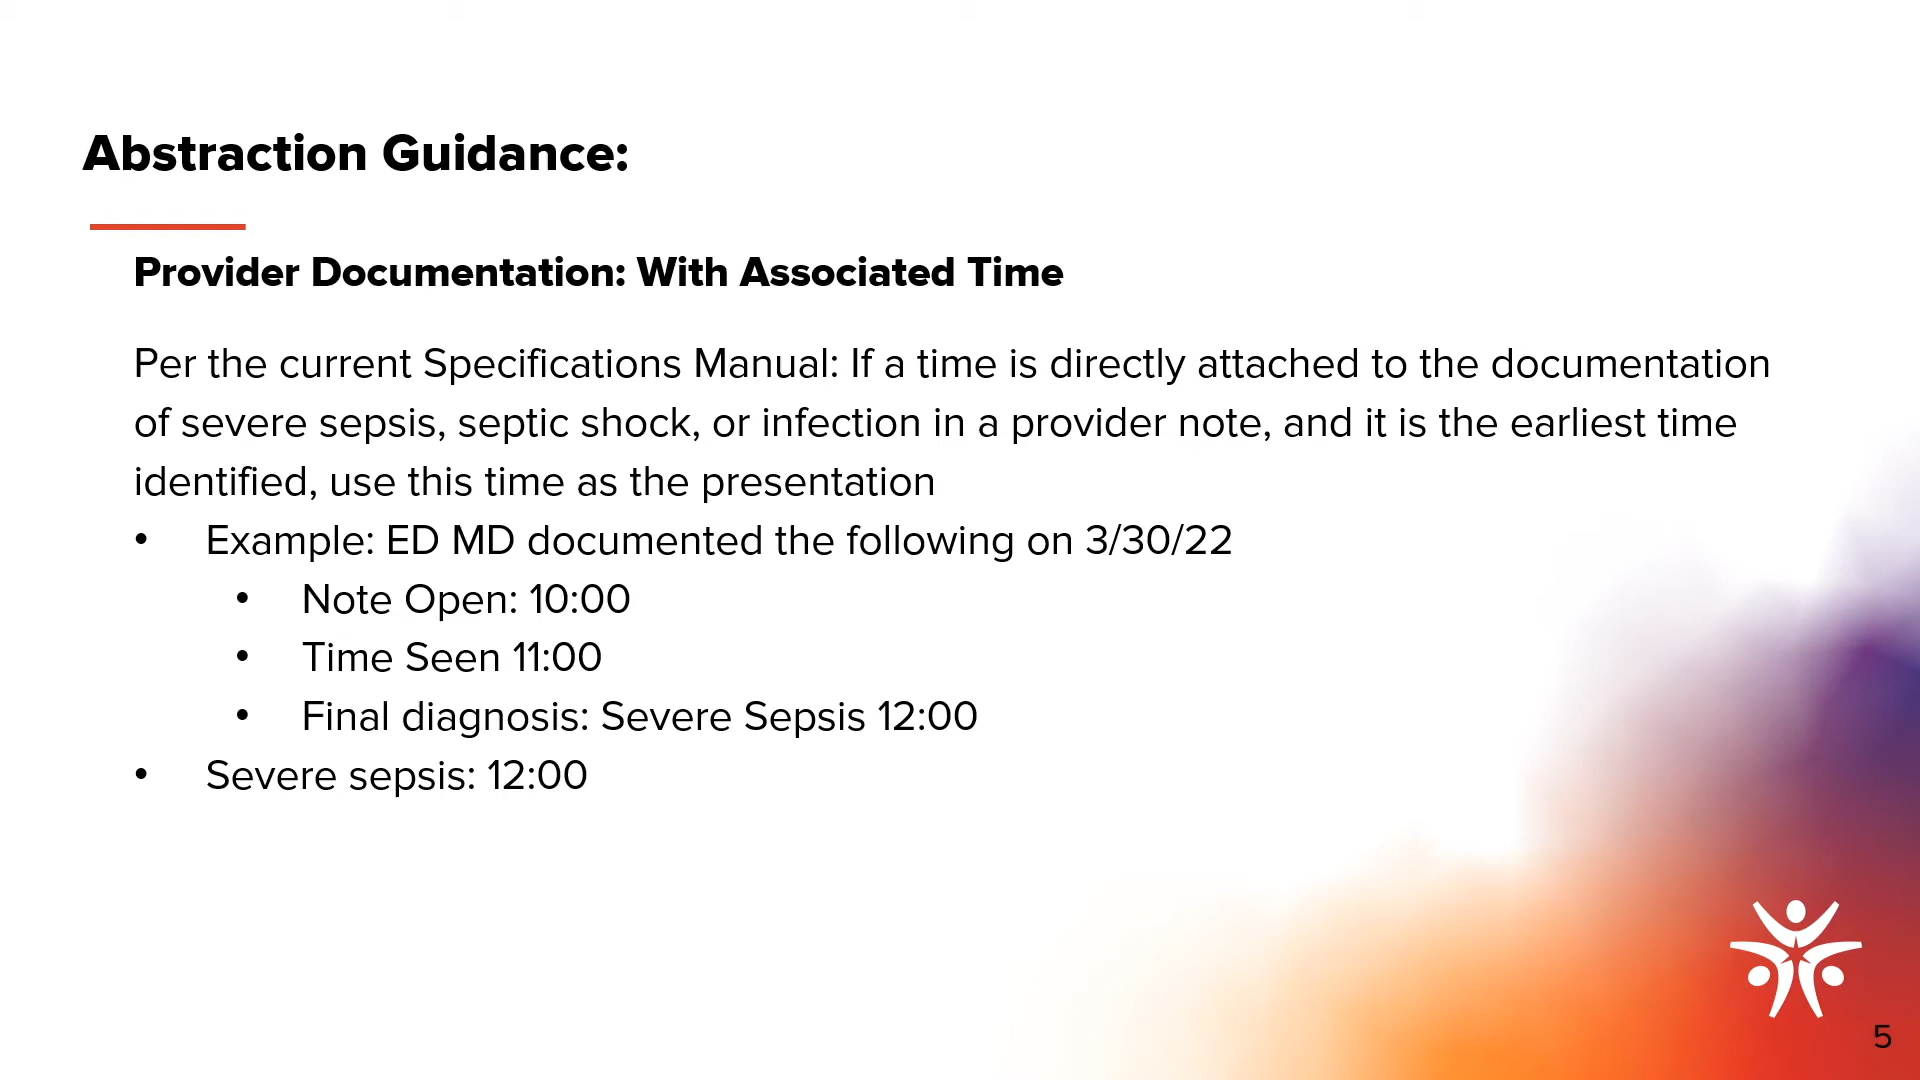 Abstraction Guidance:
Provider Documentation: With Associated Time
Per the current Specifications Manual: If a time is directly attached to the documentation
of severe sepsis, septic shock, or infection in a provider note, and it is the earliest time
identified, use this time as the presentation
• Example: ED MD documented the following on 3/30/22
• Note Open: 10:00
• Time Seen 11:00
• Final diagnosis: Severe Sepsis 12:00
• Severe sepsis: 12:00
5